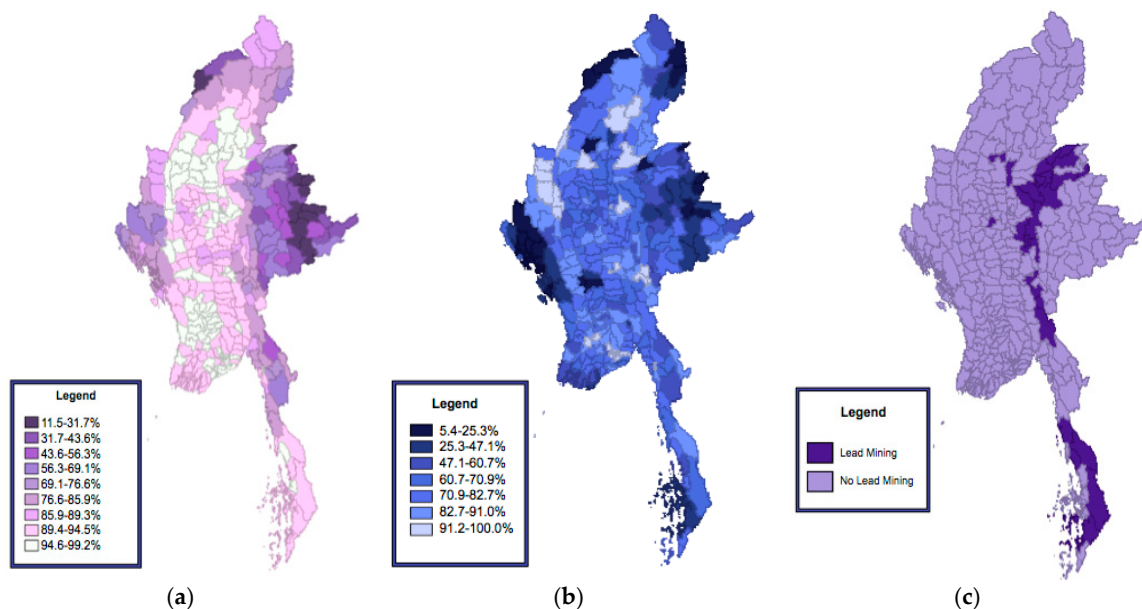 Legend
11.5-31.7%
31.7-43.6%
43.6-56.3%
56.3-69.1%
69.1-76.6%
76.6-85.9%
85.9-89.3%
89.4-94.5%
94.6-99.2%
Legend
5.4-25.3%
25.3-47.1%
47.1-60.7%
60.7-70.9%
70.9-82.7%
82.7-91.0%
91.2-100.0%
Legend
Lead Mining
No Lead Mining
(a)
(b)
(c)